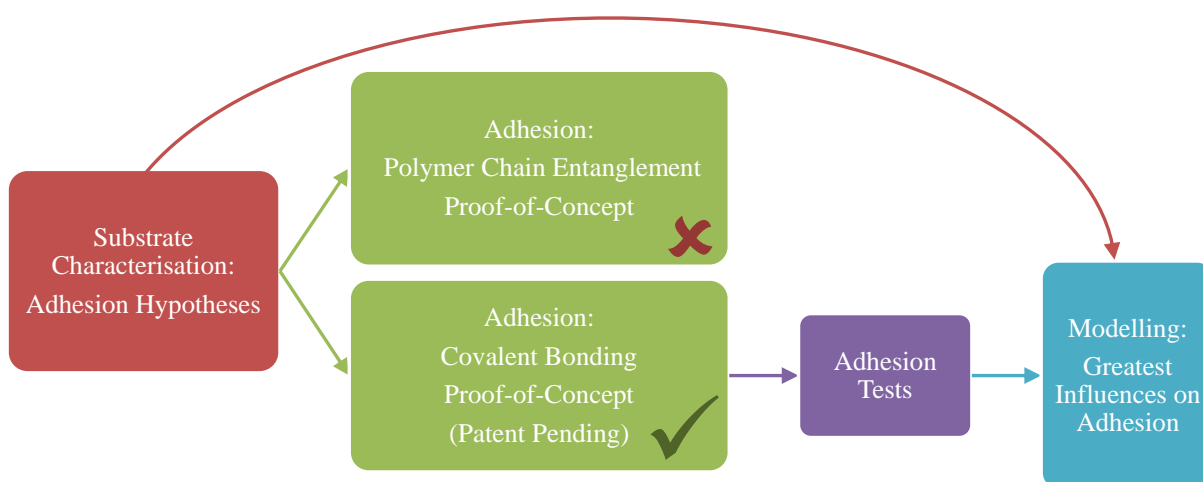 Substrate
Characterisation:
Adhesion Hypotheses
Adhesion:
Polymer Chain Entanglement
Proof-of-Concept
Adhesion:
Covalent Bonding
Proof-of-Concept
(Patent Pending)
Adhesion
Tests
Modelling:
Greatest
Influences on
Adhesion